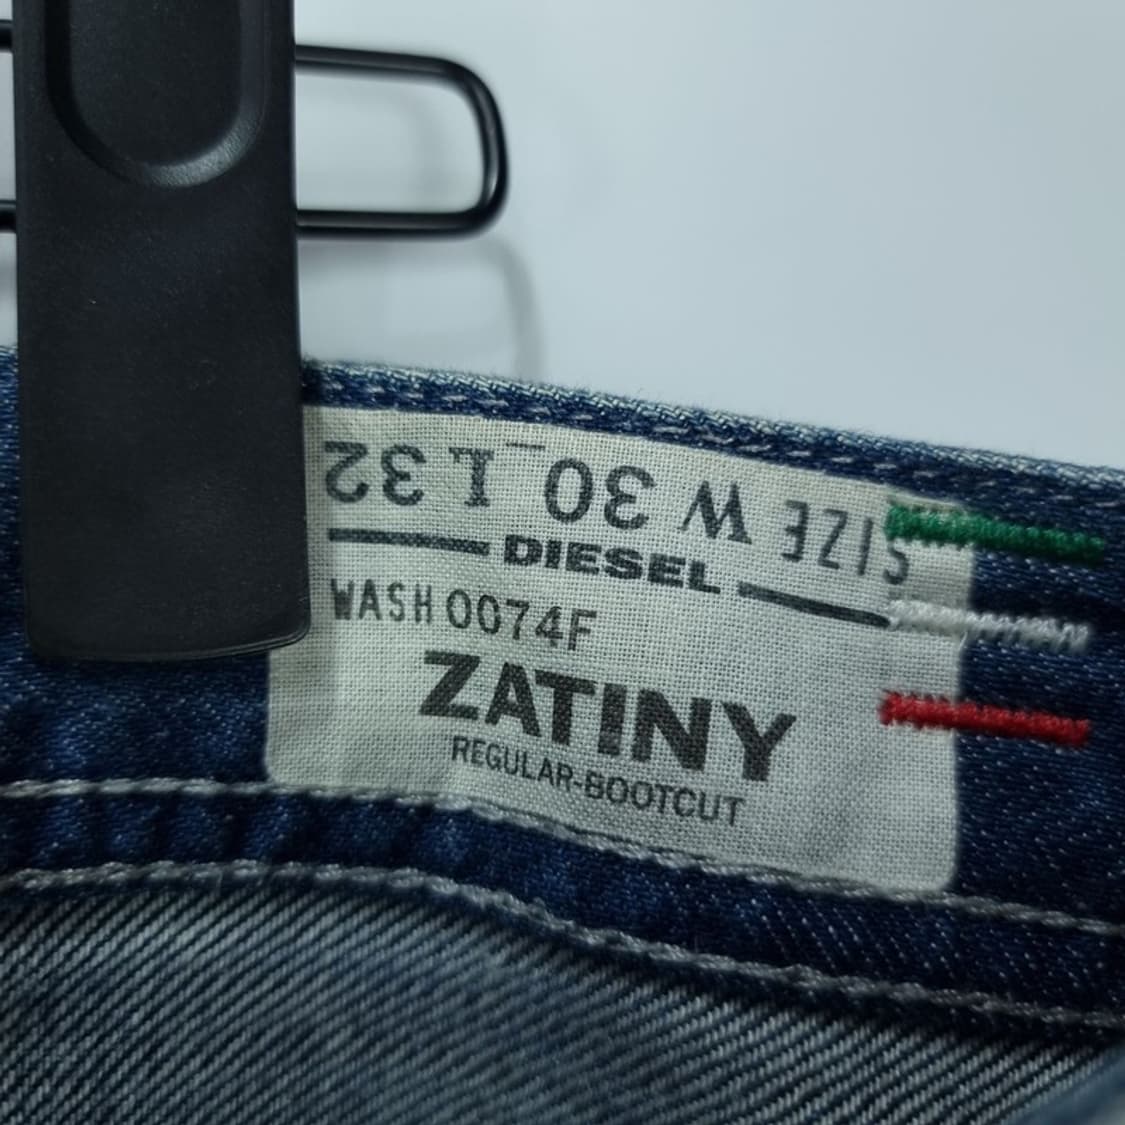 SIZE W 30 L 32
DIESEL
WASH 0074F
ZATINY
REGULAR-BOOTCUT